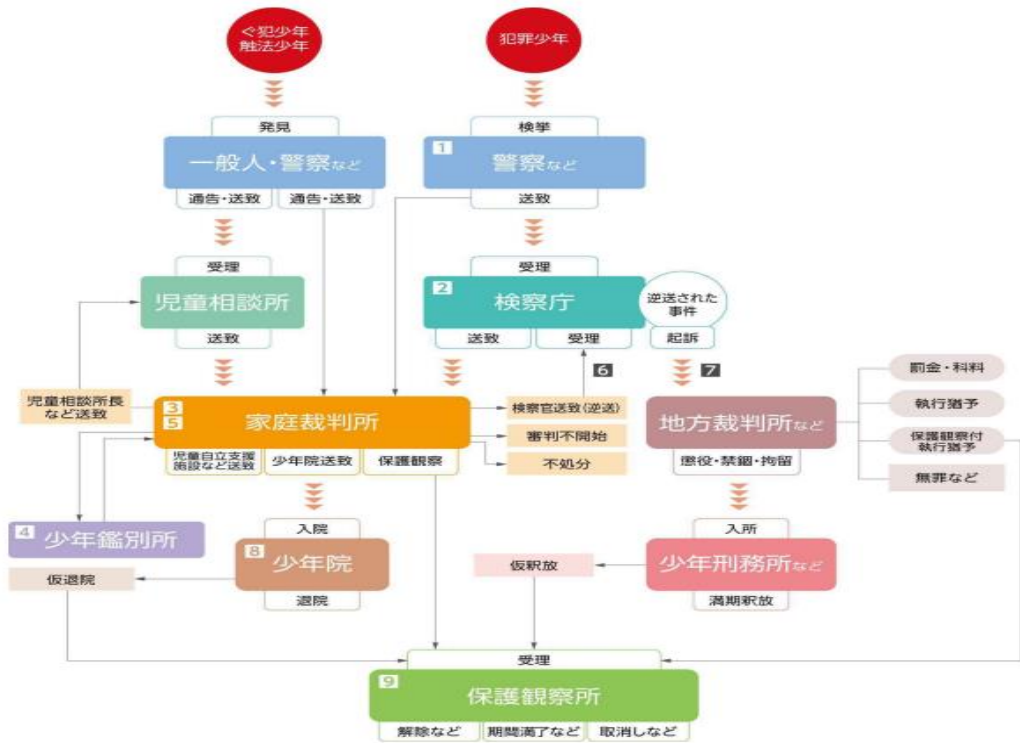 ぐ犯少年
触法少年
犯罪少年
発見
検挙
一般人・警察など
1
警察など
通告・送致
通告・送致
送致
受理
受理
児童相談所
2
検察庁
逆送された
事件
送致
送致
受理
起訴
6
7
罰金・科料
児童相談所長
など送致
3
5
家庭裁判所
検察官送致(逆送)
地方裁判所など
執行猶予
審判不開始
保護観察付
執行猶予
児童自立支援
施設など送致
少年院送致
保護観察
不処分
懲役・禁錮・拘留
無罪など
4
少年鑑別所
入院
入所
8
少年院
仮釈放
少年刑務所など
仮退院
退院
満期釈放
受理
9
保護観察所
解除など
期間満了など
取消しなど